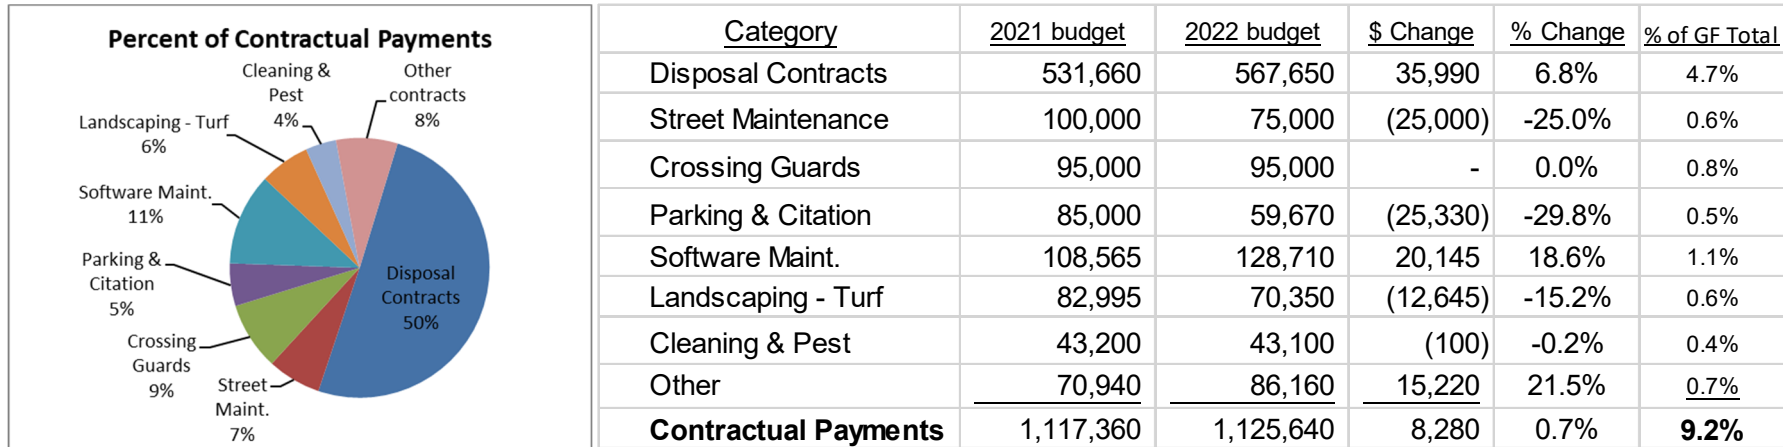 Percent of Contractual Payments
Cleaning &
Pest
4%
Other
contracts
8%
Landscaping - Turf
6%
Software Maint.
11%
Parking &
Citation
5%
Crossing
Guards
9%
Street
Maint.
7%
Disposal
Contracts
50%
Category 2021 budget 2022 budget $ Change % Change % of GF Total
Disposal Contracts 531,660 567,650 35,990 6.8% 4.7%
Street Maintenance 100,000 75,000 (25,000) -25.0% 0.6%
Crossing Guards 95,000 95,000 - 0.0% 0.8%
Parking & Citation 85,000 59,670 (25,330) -29.8% 0.5%
Software Maint. 108,565 128,710 20,145 18.6% 1.1%
Landscaping - Turf 82,995 70,350 (12,645) -15.2% 0.6%
Cleaning & Pest 43,200 43,100 (100) -0.2% 0.4%
Other 70,940 86,160 15,220 21.5% 0.7%
Contractual Payments 1,117,360 1,125,640 8,280 0.7% 9.2%